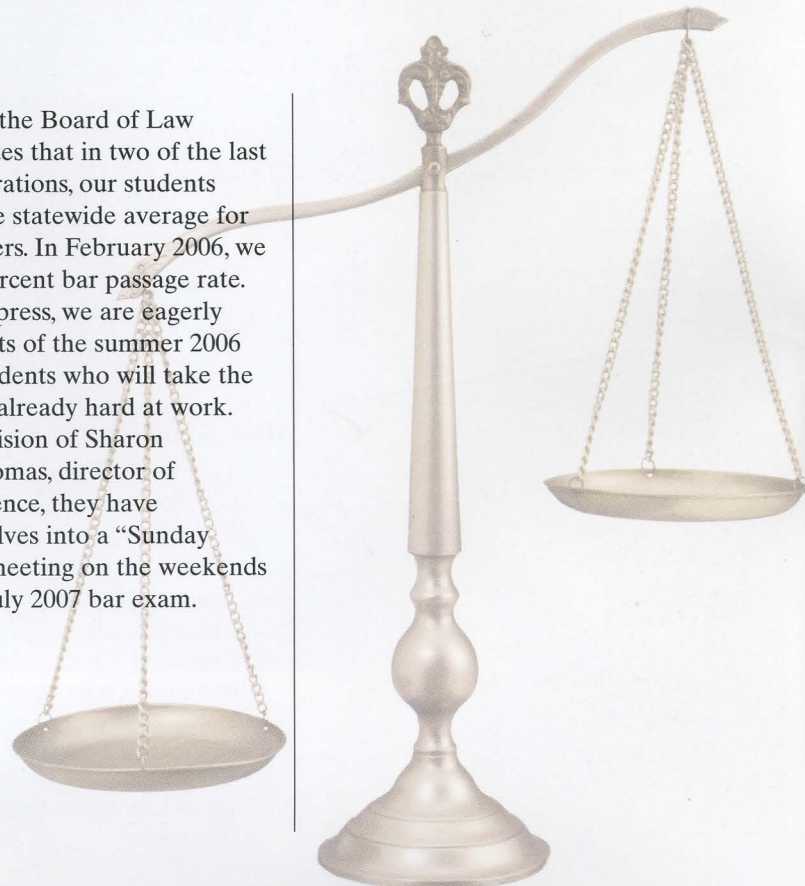 the Board of Law
es that in two of the last
rations, our students
e statewide average for
ers. In February 2006, we
rcent bar passage rate.
press, we are eagerly
ts of the summer 2006
dents who will take the
already hard at work.
ision of Sharon
omas, director of
ence, they have
lves into a “Sunday
meeting on the weekends
uly 2007 bar exam.